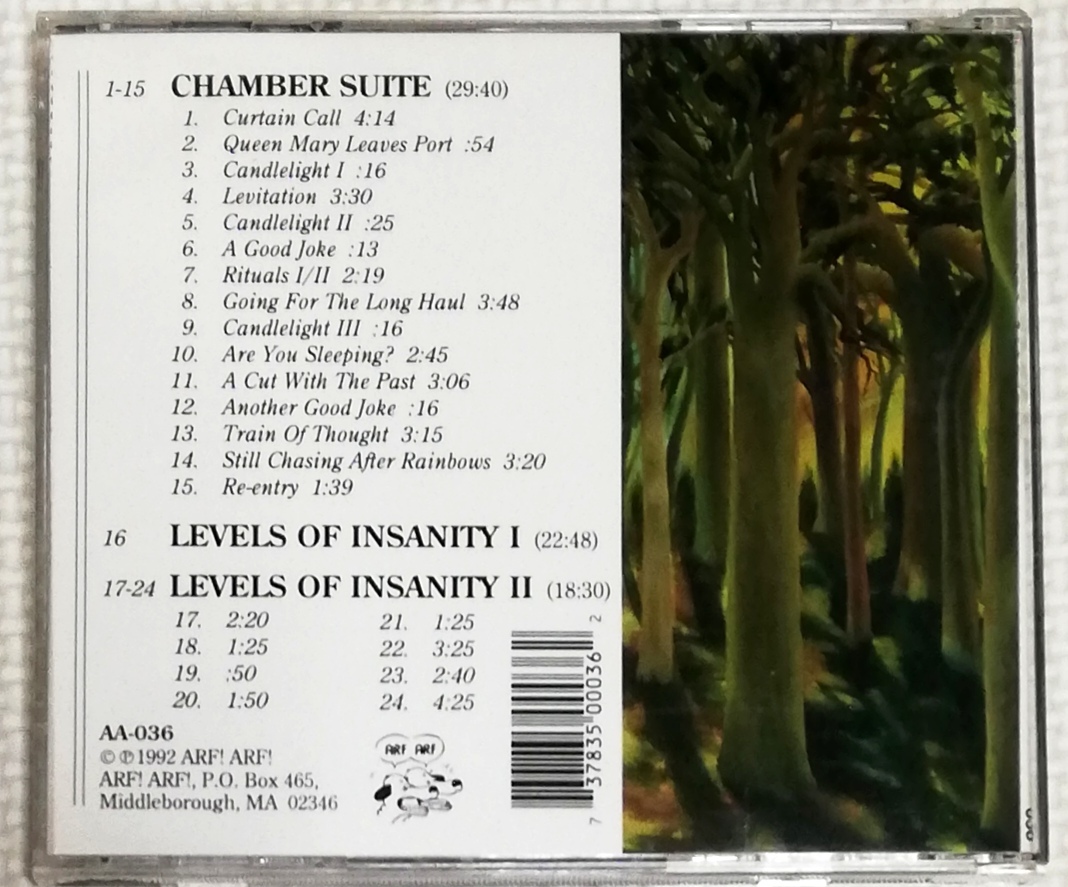 1-15 CHAMBER SUITE (29:40)
1. Curtain Call 4:14
2. Queen Mary Leaves Port :54
3. Candlelight I :16
4. Levitation 3:30
5. Candlelight II :25
6. A Good Joke :13
7. Rituals I/II 2:19
8. Going For The Long Haul 3:48
9. Candlelight III :16
10. Are You Sleeping? 2:45
11. A Cut With The Past 3:06
12. Another Good Joke :16
13. Train Of Thought 3:15
14. Still Chasing After Rainbows 3:20
15. Re-entry 1:39
16 LEVELS OF INSANITY I (22:48)
17-24 LEVELS OF INSANITY II (18:30)
17. 2:20 21. 1:25
18. 1:25 22. 3:25
19. :50 23. 2:40
20. 1:50 24. 4:25
AA-036
© ℗ 1992 ARF! ARF!
ARF! ARF!, P.O. Box 465,
Middleborough, MA 02346
ARF ARF
7 37835 00036 2